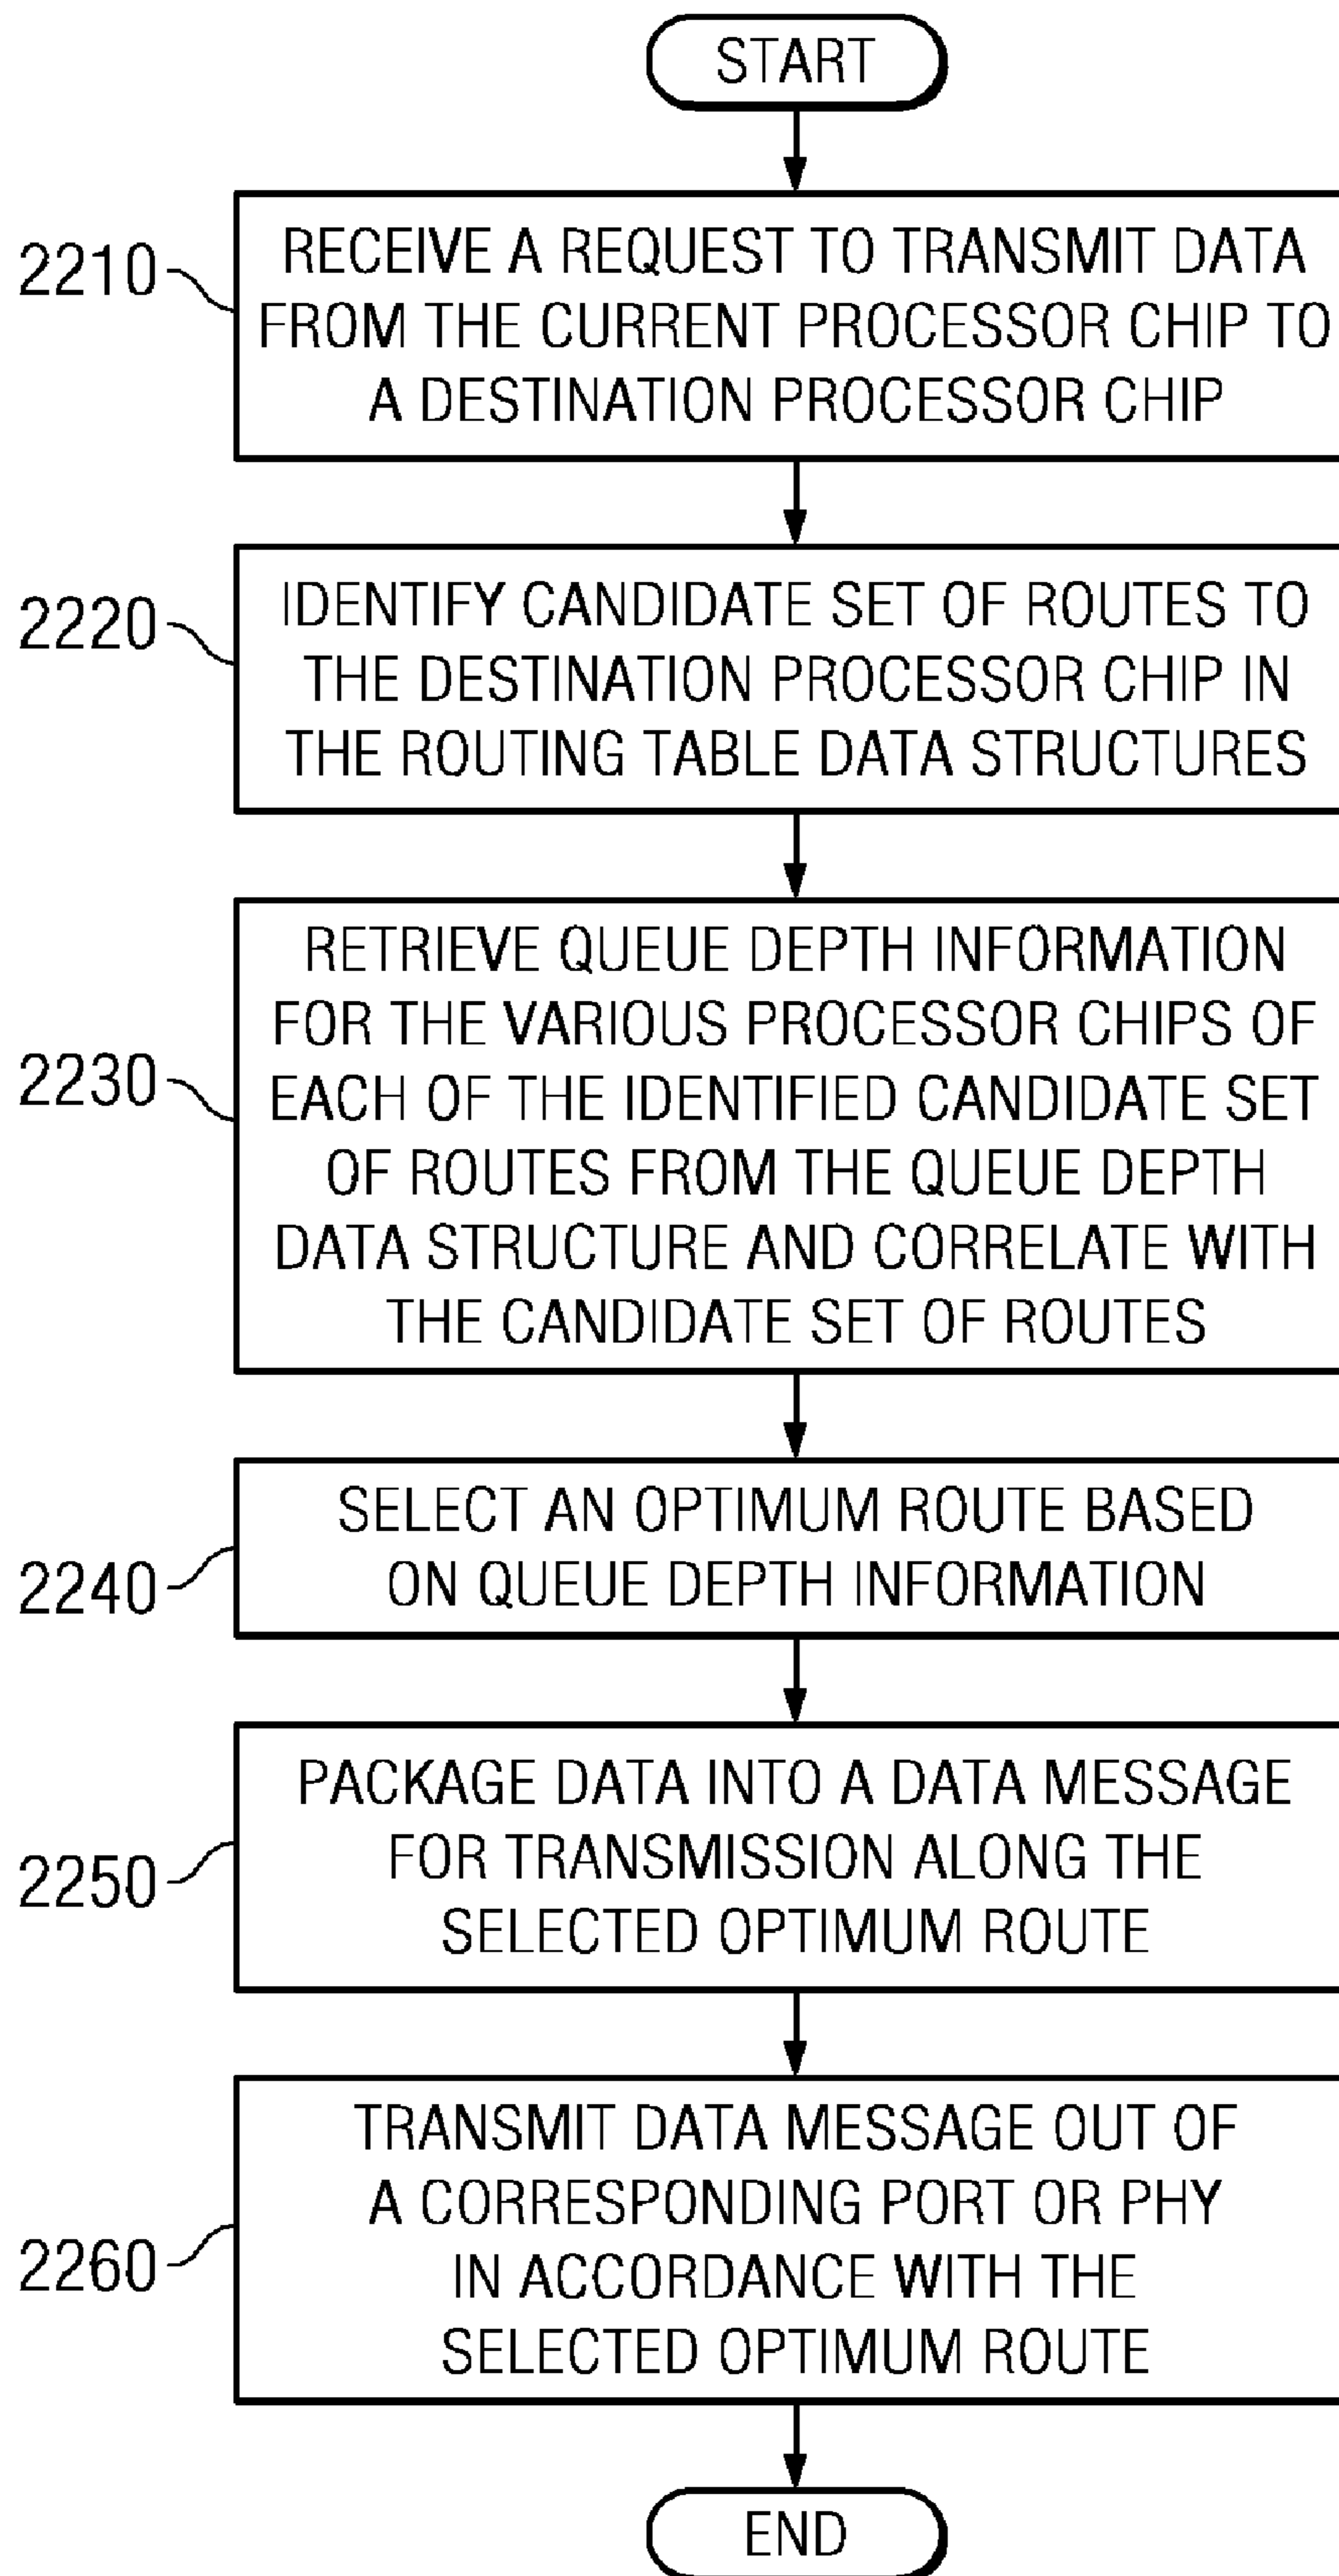 START
2210
RECEIVE A REQUEST TO TRANSMIT DATA
FROM THE CURRENT PROCESSOR CHIP TO
A DESTINATION PROCESSOR CHIP
2220
IDENTIFY CANDIDATE SET OF ROUTES TO
THE DESTINATION PROCESSOR CHIP IN
THE ROUTING TABLE DATA STRUCTURES
2230
RETRIEVE QUEUE DEPTH INFORMATION
FOR THE VARIOUS PROCESSOR CHIPS OF
EACH OF THE IDENTIFIED CANDIDATE SET
OF ROUTES FROM THE QUEUE DEPTH
DATA STRUCTURE AND CORRELATE WITH
THE CANDIDATE SET OF ROUTES
2240
SELECT AN OPTIMUM ROUTE BASED
ON QUEUE DEPTH INFORMATION
2250
PACKAGE DATA INTO A DATA MESSAGE
FOR TRANSMISSION ALONG THE
SELECTED OPTIMUM ROUTE
2260
TRANSMIT DATA MESSAGE OUT OF
A CORRESPONDING PORT OR PHY
IN ACCORDANCE WITH THE
SELECTED OPTIMUM ROUTE
END